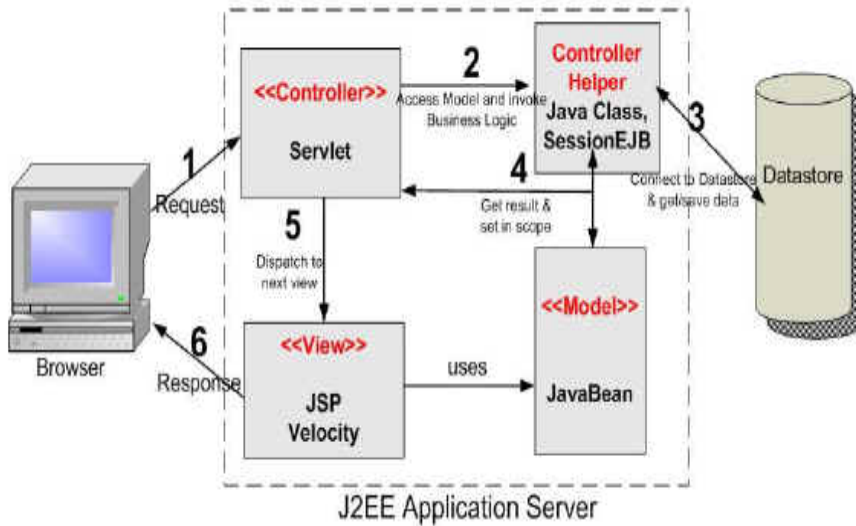 <<Controller>>
Servlet
2
Access Model and invoke
Business Logic
Controller
Helper
Java Class,
SessionEJB
3
Connect to Datastore
& get/save data
Datastore
1
Request
4
Get result &
set in scope
5
Dispatch to
next view
<<Model>>
JavaBean
Browser
6
Response
<<View>>
JSP
Velocity
uses
J2EE Application Server